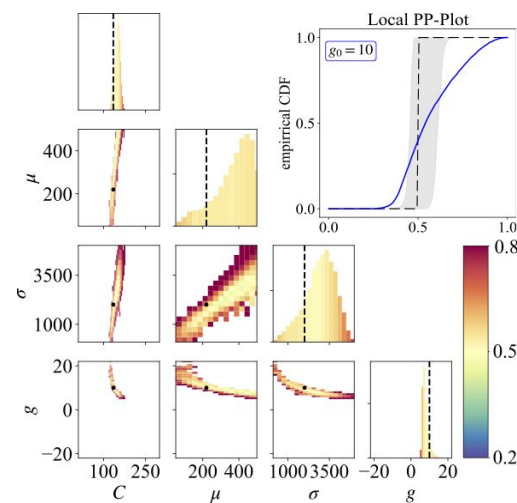 Local PP-Plot
g₀ = 10
1.0
0.5
0.0
empirical CDF
0.0 0.5 1.0
400
200
μ
3500
1000
σ
0.8
0.5
0.2
20
0
−20
g
100 250
200 400
1000 3500
−20 0 20
C
μ
σ
g